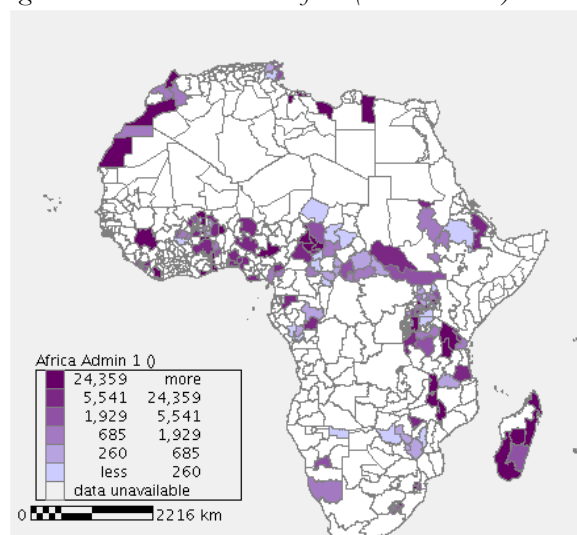 Africa Admin 1 ()
24,359 more
5,541 24,359
1,929 5,541
685 1,929
260 685
less 260
data unavailable
0 2216 km